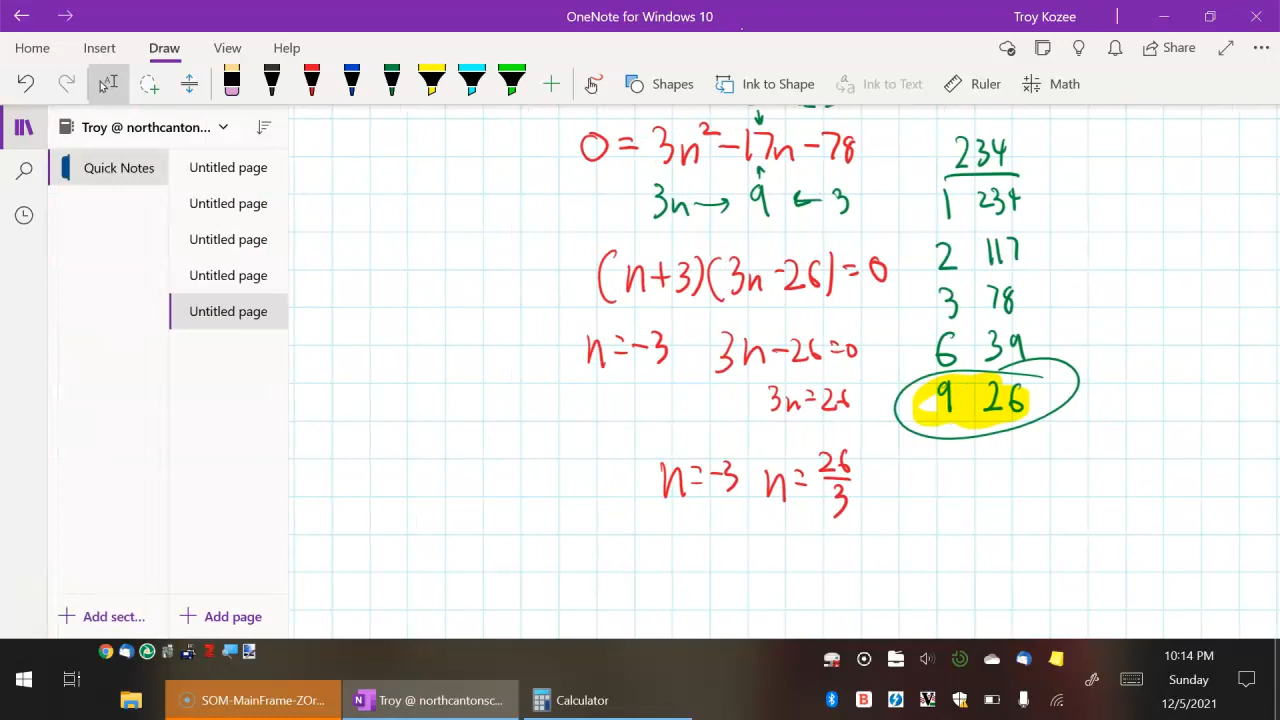 OneNote for Windows 10
Troy Kozee
Home Insert Draw View Help
Share
Shapes Ink to Shape Ink to Text Ruler Math
Troy @ northcantons...
Quick Notes
Untitled page
Untitled page
Untitled page
Untitled page
Untitled page
0 = 3n² - 17n - 78
3n → 9 ← 3
(n+3)(3n-26)=0
n=-3 3n-26=0
3n=26
n=-3 n=26/3
234
1 234
2 117
3 78
6 39
9 26
+ Add sect...
+ Add page
SOM-MainFrame-ZOr...
Troy @ northcantonsc...
Calculator
10:14 PM
Sunday
12/5/2021